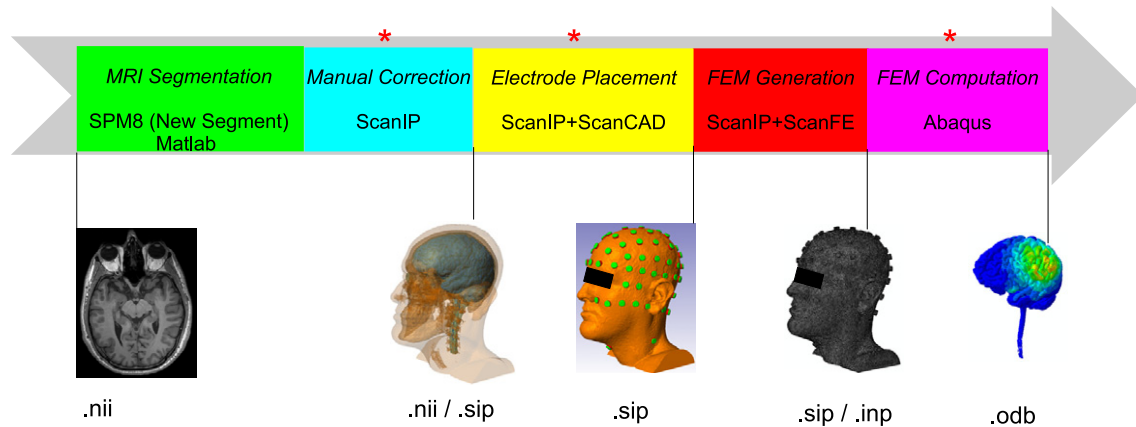 * * *
MRI Segmentation Manual Correction Electrode Placement FEM Generation FEM Computation
SPM8 (New Segment) ScanIP ScanIP+ScanCAD ScanIP+ScanFE Abaqus
Matlab
.nii .nii / .sip .sip .sip / .inp .odb